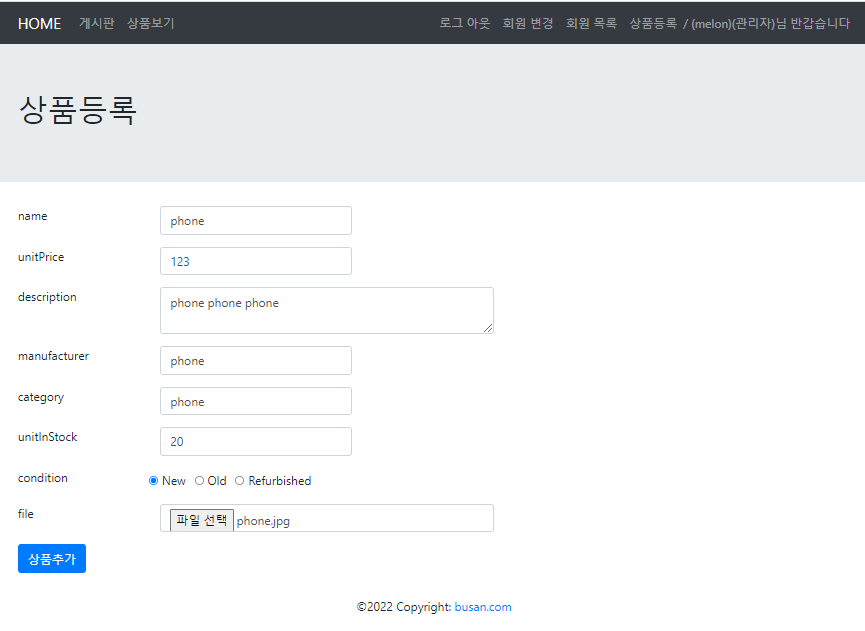 HOME 게시판 상품보기 로그 아웃 회원 변경 회원 목록 상품등록 / (melon)(관리자)님 반갑습니다
상품등록
name phone
unitPrice 123
description phone phone phone
manufacturer phone
category phone
unitInStock 20
condition New Old Refurbished
file 파일 선택 phone.jpg
상품추가
©2022 Copyright: busan.com